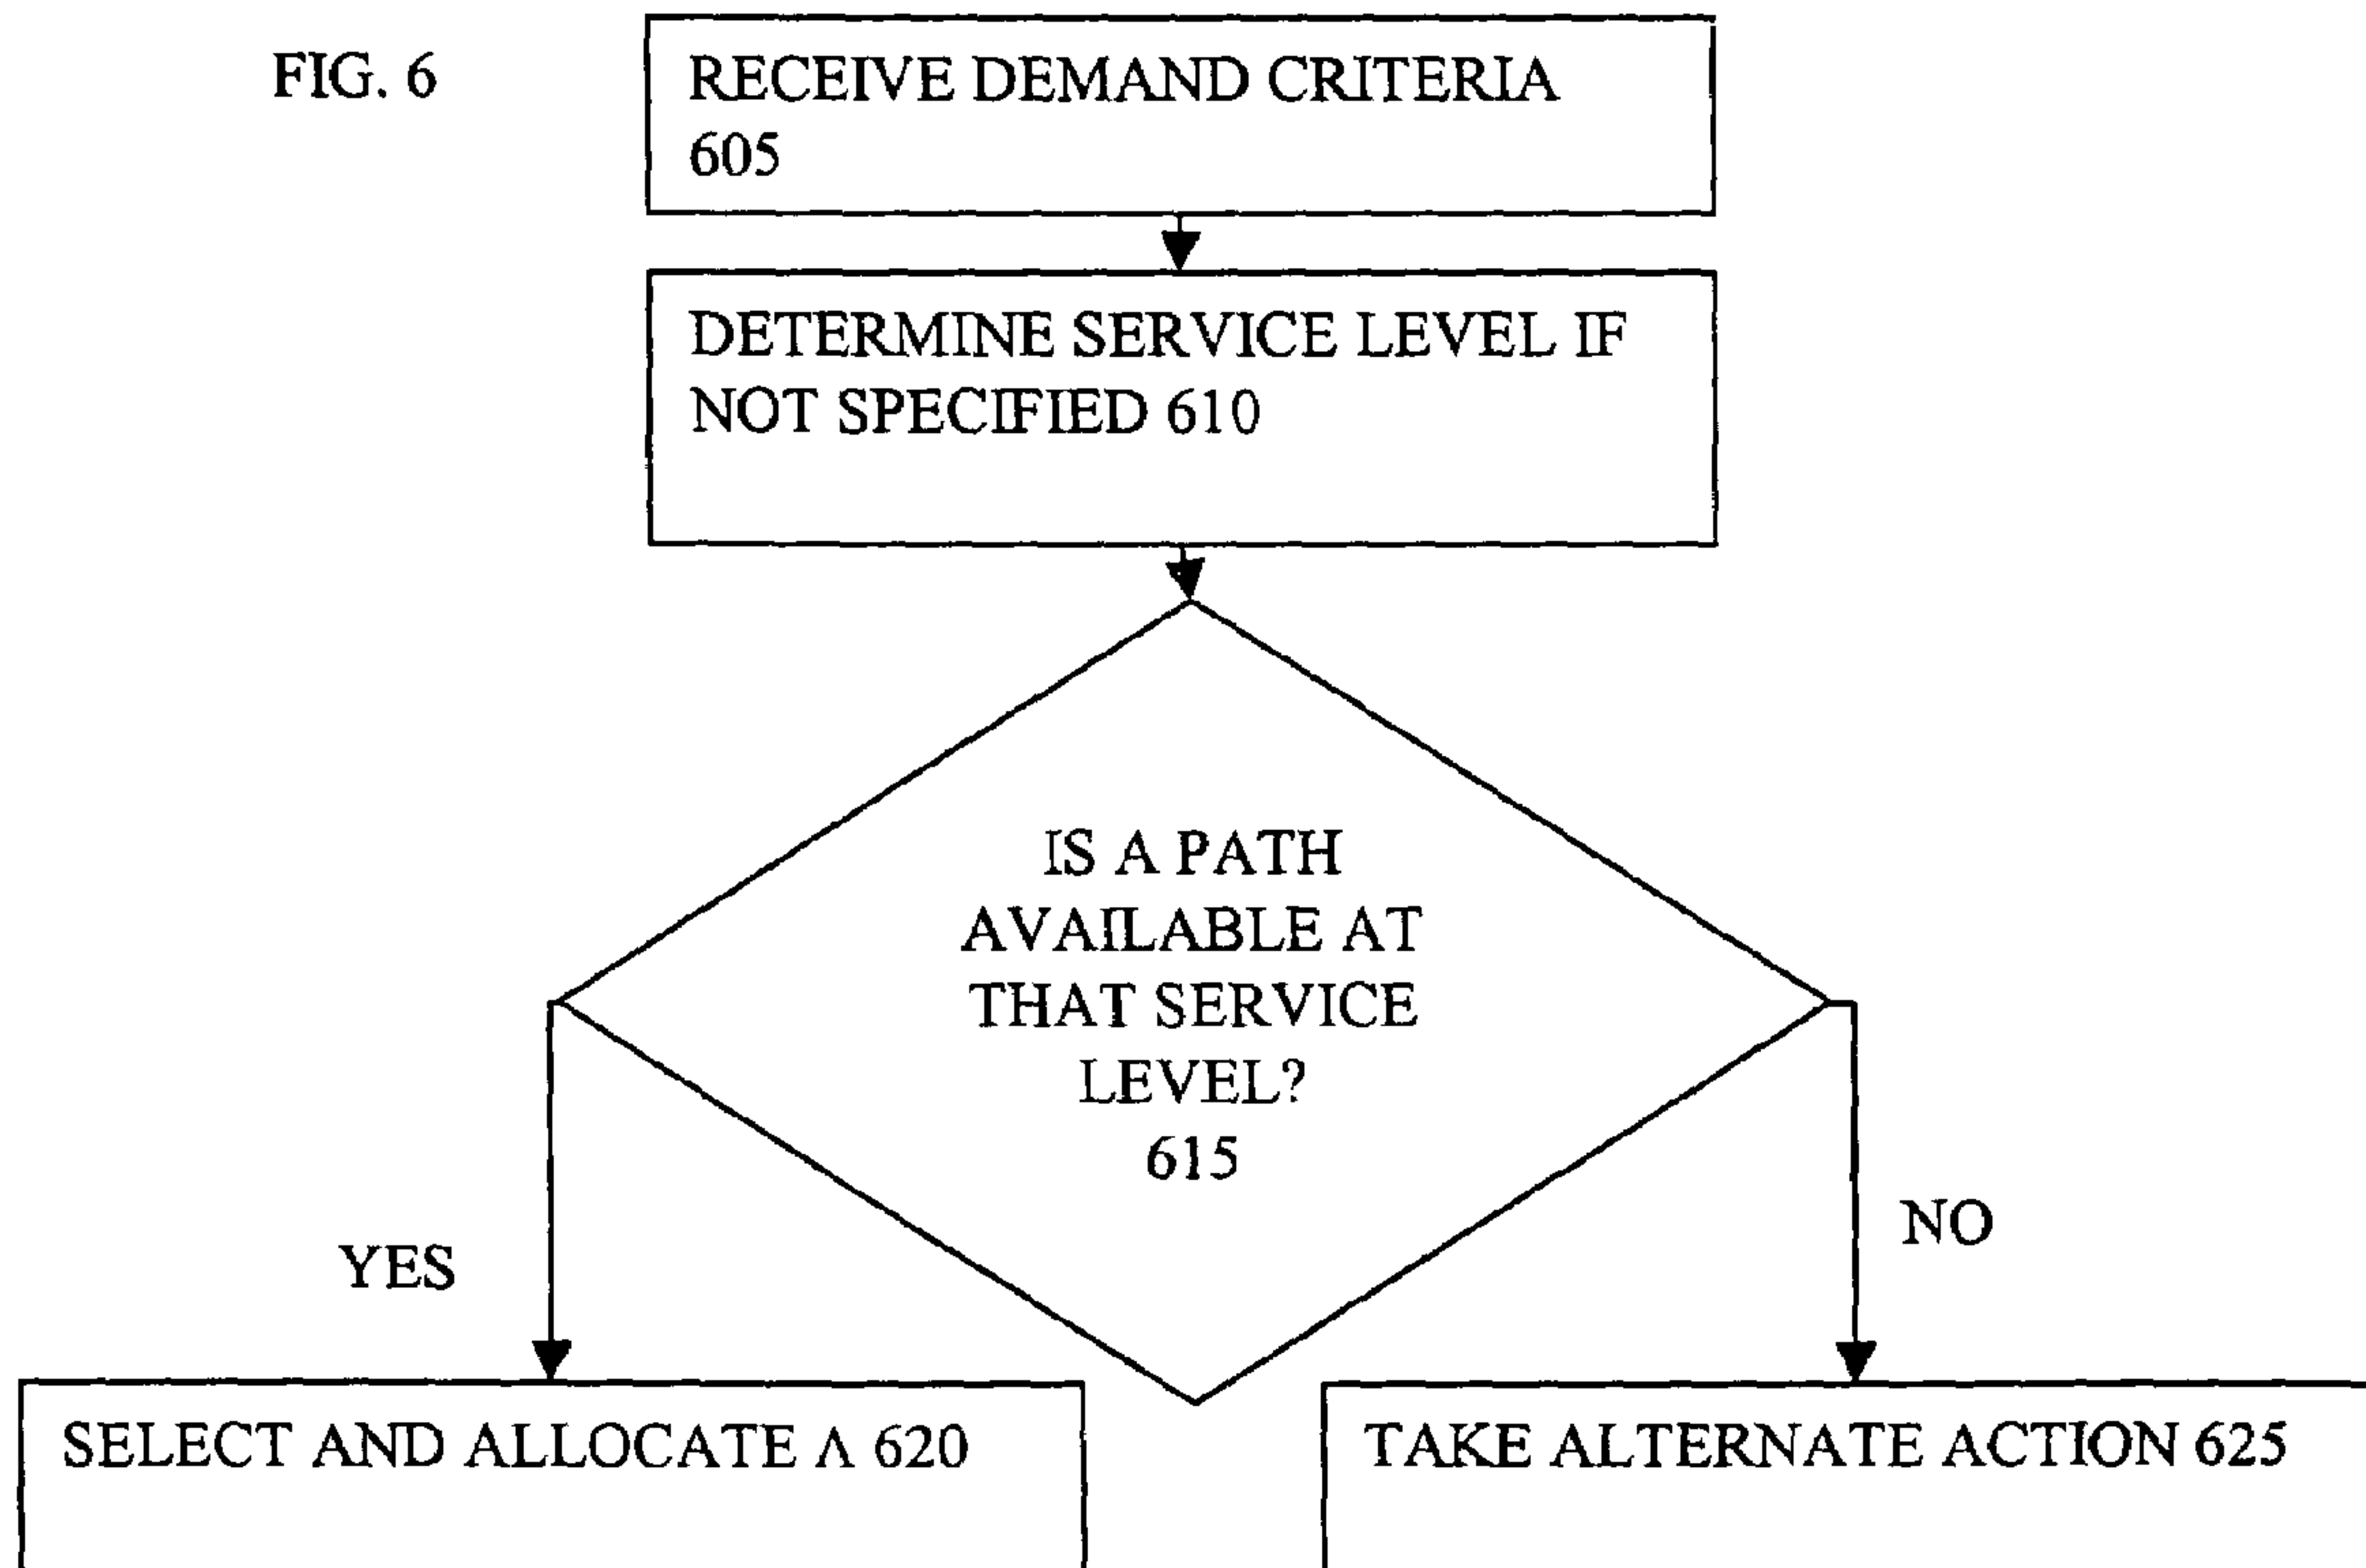 FIG. 6
RECEIVE DEMAND CRITERIA
605
DETERMINE SERVICE LEVEL IF
NOT SPECIFIED 610
IS A PATH
AVAILABLE AT
THAT SERVICE
LEVEL?
615
YES
NO
SELECT AND ALLOCATE Λ 620
TAKE ALTERNATE ACTION 625